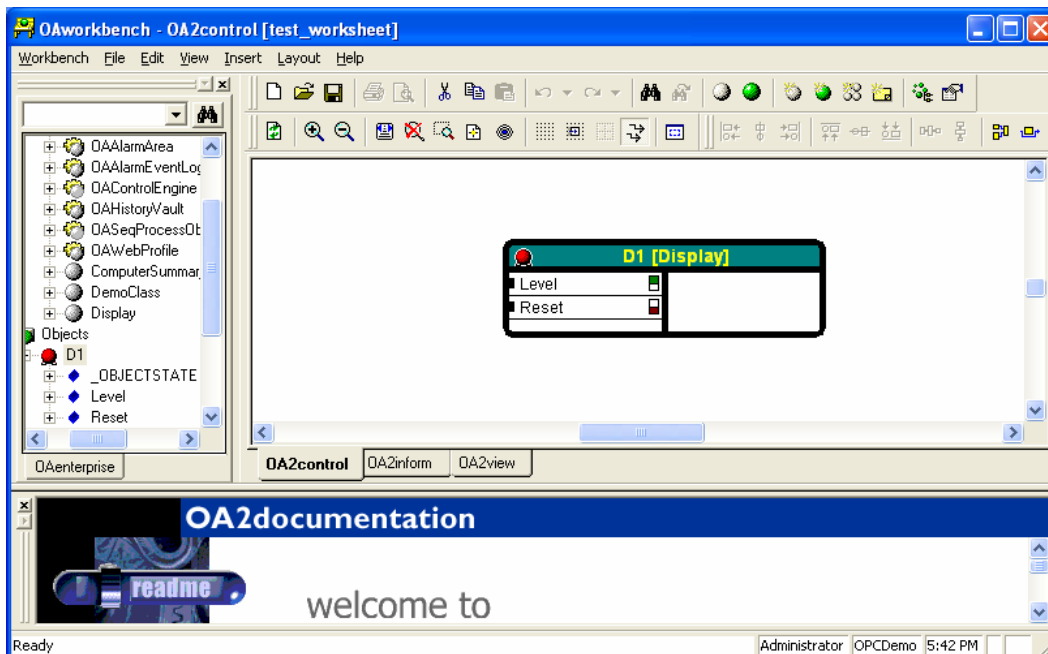 OAworkbench - OA2control [test_worksheet]
Workbench File Edit View Insert Layout Help
OAAlarmArea
OAAlarmEventLog
OAControlEngine
OAHistoryVault
OASeqProcessOb
OAWebProfile
ComputerSummar
DemoClass
Display
Objects
D1
_OBJECTSTATE
Level
Reset
OAenterprise
D1 [Display]
Level
Reset
OA2control OA2inform OA2view
OA2documentation
readme
welcome to
Ready Administrator OPCDemo 5:42 PM